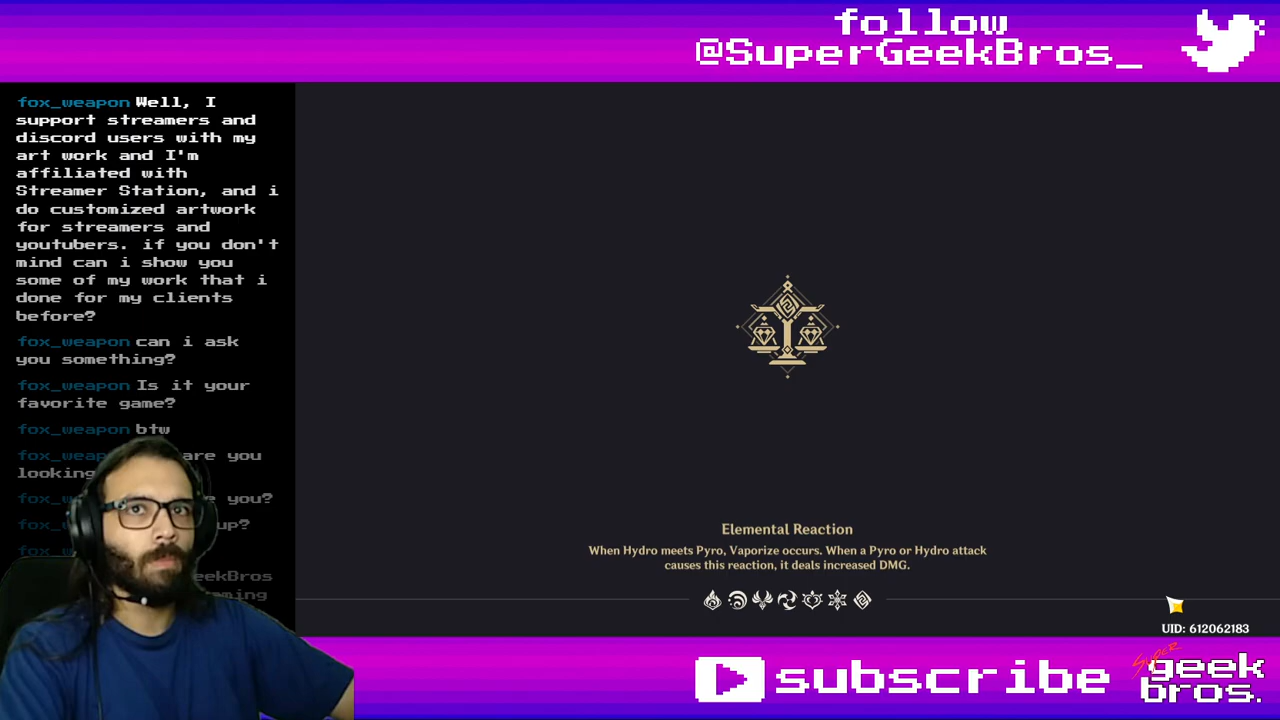 follow
@SuperGeekBros_
fox_weapon Well, I
support streamers and
discord users with my
art work and I'm
affiliated with
Streamer Station, and i
do customized artwork
for streamers and
youtubers. if you don't
mind can i show you
some of my work that i
done for my clients
before?
fox_weapon can i ask
you something?
fox_weapon Is it your
favorite game?
fox_weapon btw
are you
looking
you?
up?
eekBros
Elemental Reaction
When Hydro meets Pyro, Vaporize occurs. When a Pyro or Hydro attack
causes this reaction, it deals increased DMG.
UID: 612062183
subscribe
SUPER
geek
bros.